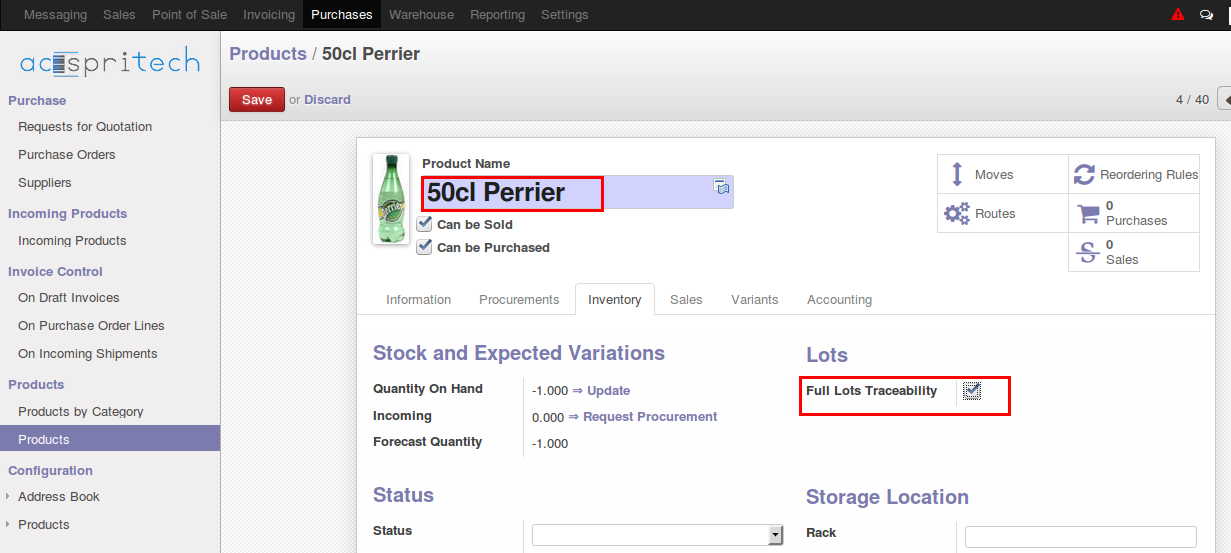 Messaging Sales Point of Sale Invoicing Purchases Warehouse Reporting Settings
acespritech
Purchase
Requests for Quotation
Purchase Orders
Suppliers
Incoming Products
Incoming Products
Invoice Control
On Draft Invoices
On Purchase Order Lines
On Incoming Shipments
Products
Products by Category
Products
Configuration
Address Book
Products
Products / 50cl Perrier
Save or Discard
4 / 40
Product Name
50cl Perrier
Can be Sold
Can be Purchased
Perrier
Moves
Reordering Rules
Routes
0
Purchases
0
Sales
Information Procurements Inventory Sales Variants Accounting
Stock and Expected Variations
Quantity On Hand -1.000 ⇒ Update
Incoming 0.000 ⇒ Request Procurement
Forecast Quantity -1.000
Lots
Full Lots Traceability
Status
Status
Storage Location
Rack